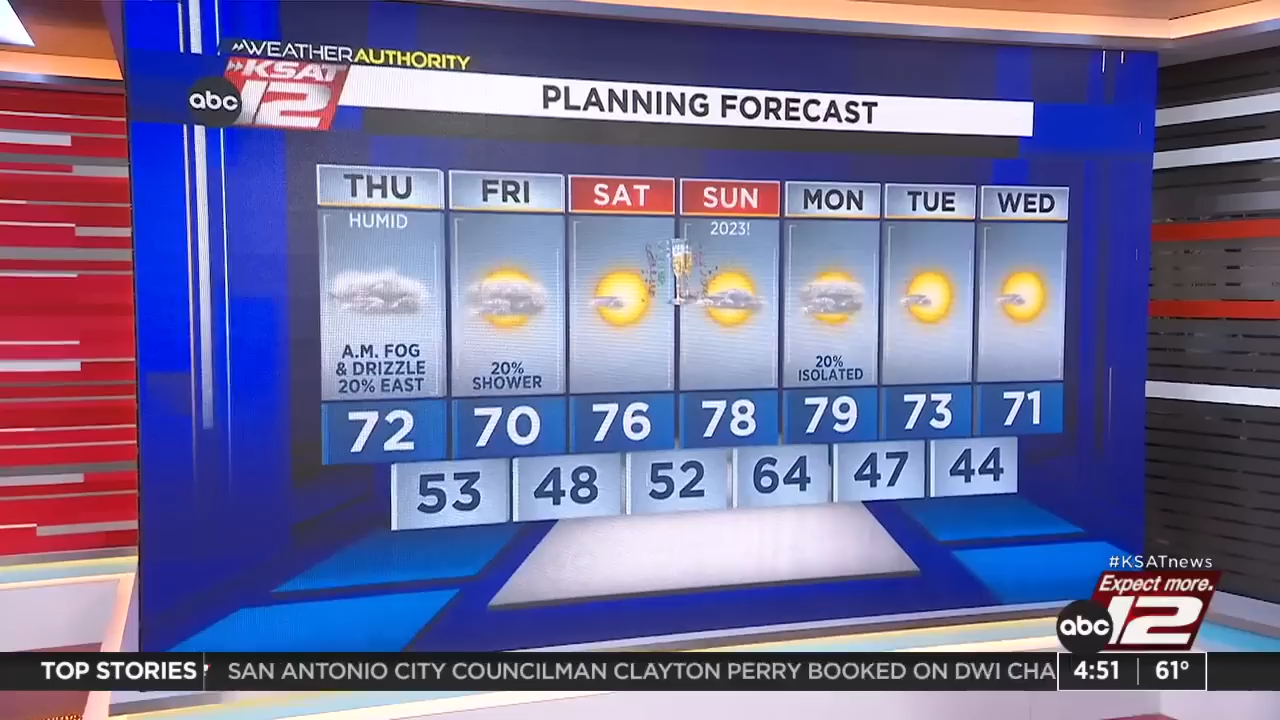 WEATHER AUTHORITY
KSAT
abc 12
PLANNING FORECAST
THU FRI SAT SUN MON TUE WED
HUMID 2023!
A.M. FOG
& DRIZZLE
20% EAST
20%
SHOWER
20%
ISOLATED
72 70 76 78 79 73 71
53 48 52 64 47 44
#KSATnews
Expect more.
abc 12
TOP STORIES SAN ANTONIO CITY COUNCILMAN CLAYTON PERRY BOOKED ON DWI CHA 4:51 61°